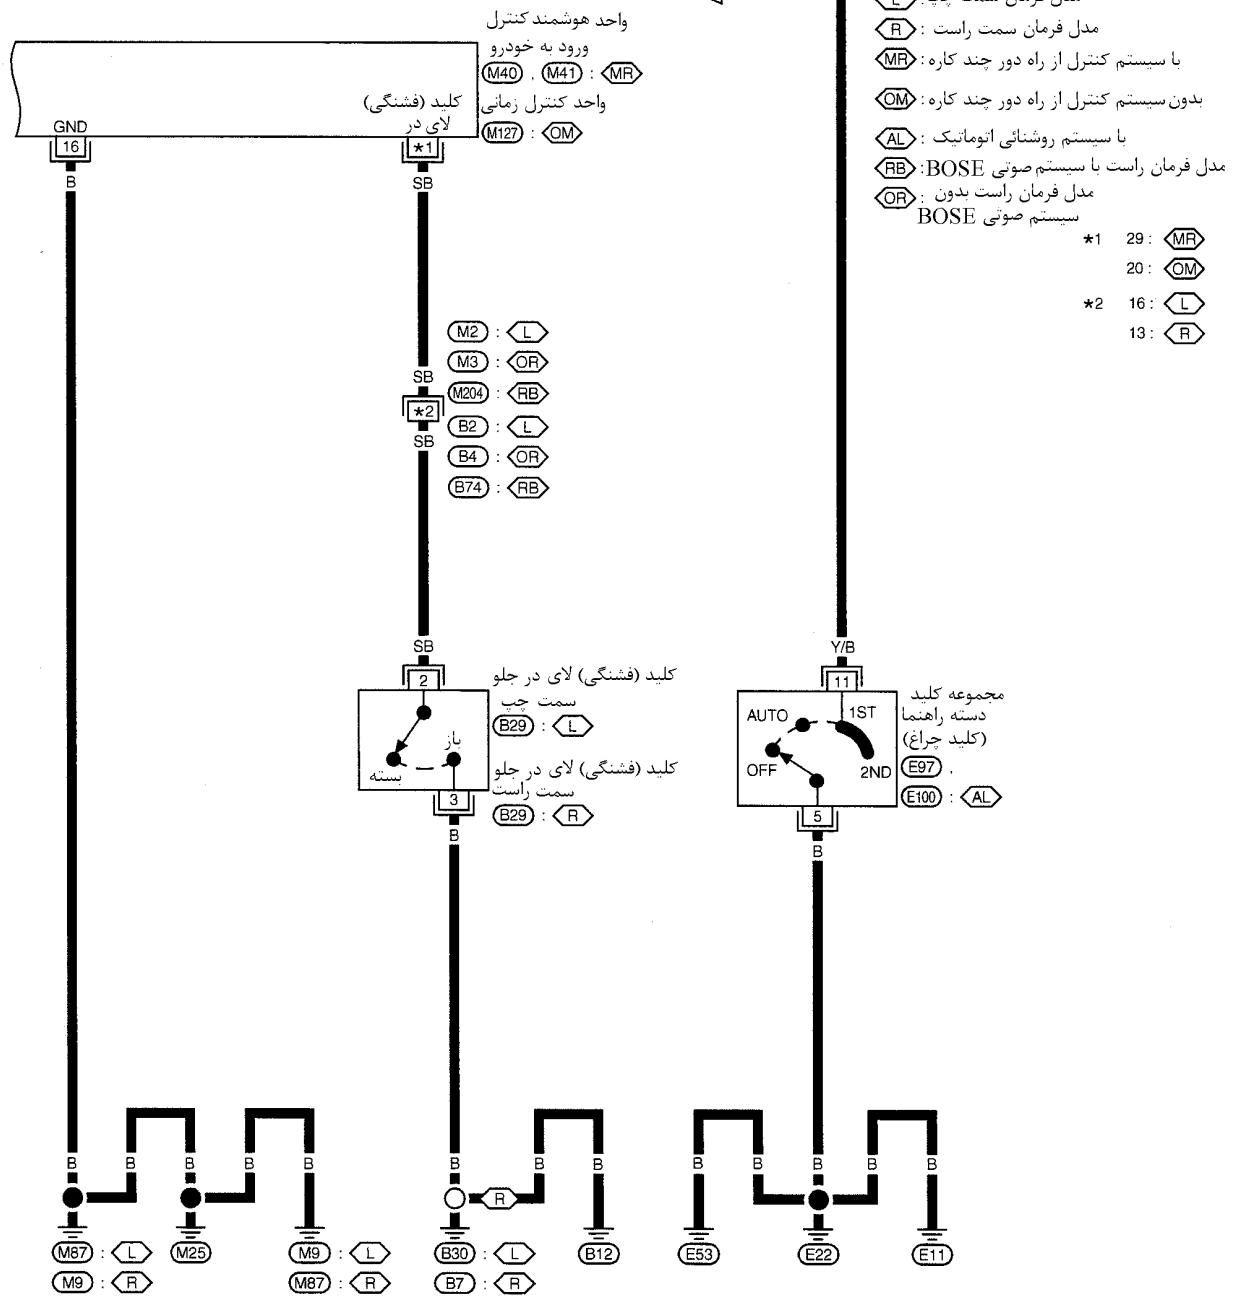 واحد هوشمند کنترل
ورود به خودرو
M40 , M41 : MR
واحد کنترل زمانی
M127 : OM
کلید (فشنگی)
لای در
GND
16
*1
B
SB
مدل فرمان سمت چپ : L
مدل فرمان سمت راست : R
با سیستم کنترل از راه دور چند کاره : MR
بدون سیستم کنترل از راه دور چند کاره : OM
با سیستم روشنائی اتوماتیک : AL
مدل فرمان راست با سیستم صوتی BOSE : RB
مدل فرمان راست بدون : OR
سیستم صوتی BOSE
*1 29 : MR
20 : OM
*2 16 : L
13 : R
M2 : L
M3 : OR
SB
M204 : RB
*2
B2 : L
SB
B4 : OR
B74 : RB
SB
2
کلید (فشنگی) لای در جلو
سمت چپ
B29 : L
باز
بسته
کلید (فشنگی) لای در جلو
سمت راست
B29 : R
3
B
Y/B
11
مجموعه کلید
دسته راهنما
(کلید چراغ)
E97 ,
E100 : AL
AUTO
1ST
OFF
2ND
5
B
B B B B B
B B B
B B B B B
R
M87 : L
M9 : R
M25
M9 : L
M87 : R
B30 : L
B7 : R
B12
E53
E22
E11